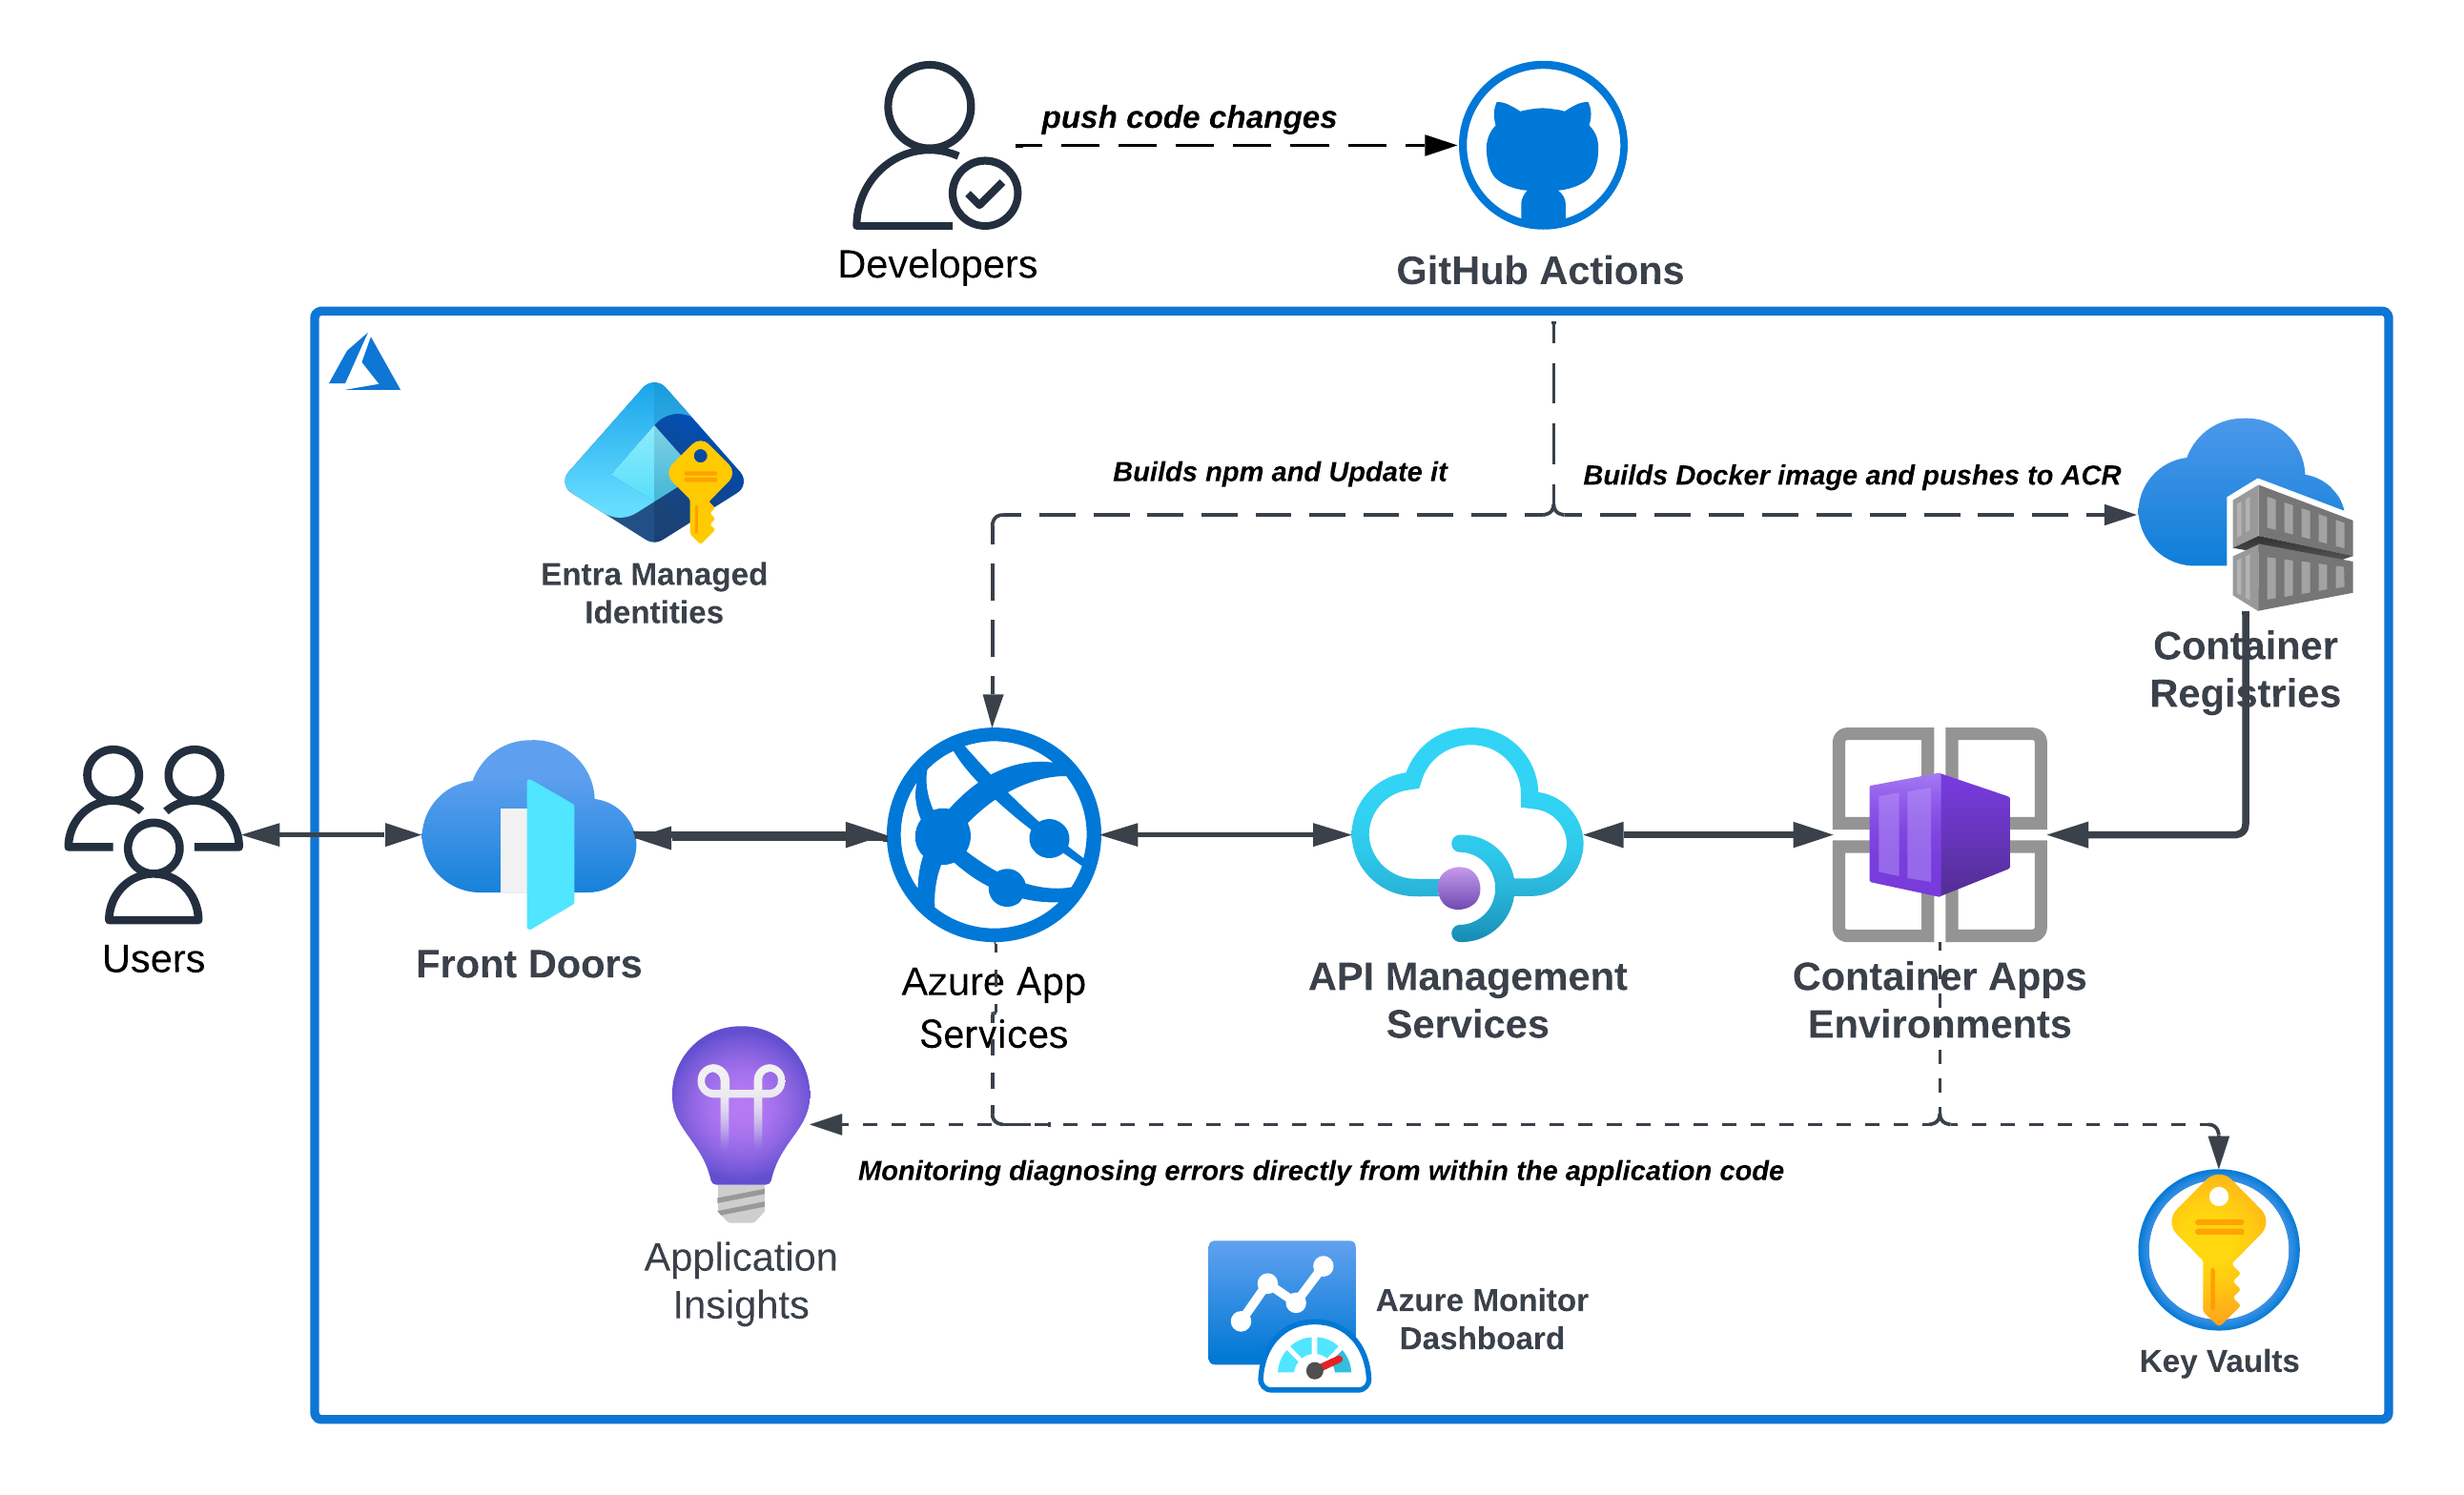 push code changes
Developers
GitHub Actions
Builds npm and Update it
Builds Docker image and pushes to ACR
Entra Managed
Identities
Container
Registries
Users
Front Doors
Azure App
Services
API Management
Services
Container Apps
Environments
Monitoring diagnosing errors directly from within the application code
Application
Insights
Azure Monitor
Dashboard
Key Vaults